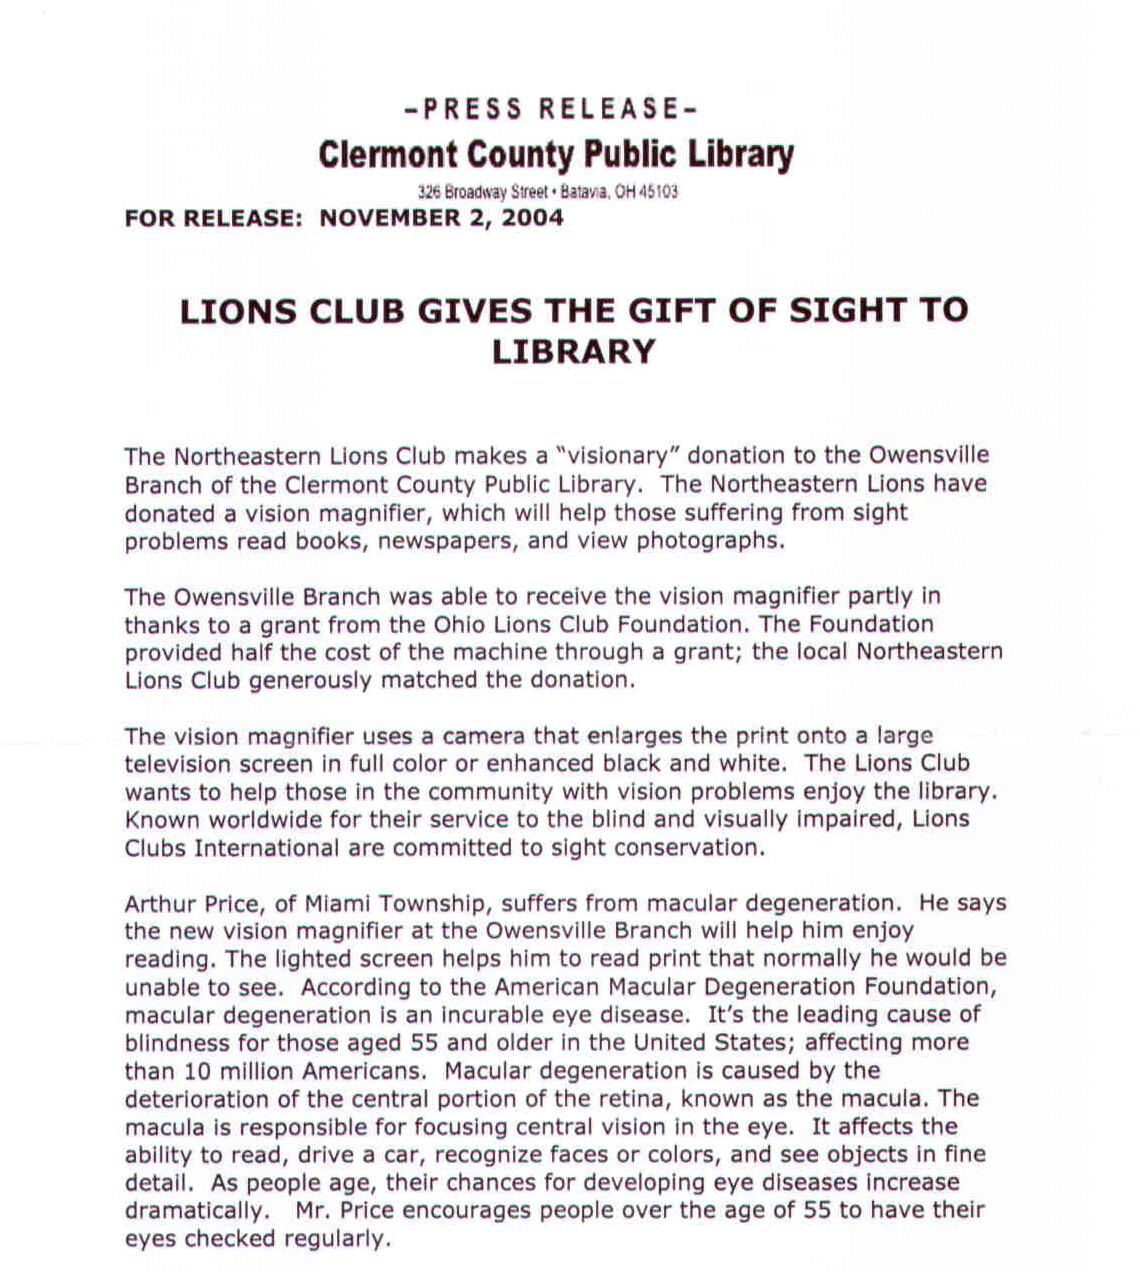 -PRESS RELEASE-
Clermont County Public Library
326 Broadway Street • Batavia, OH 45103
FOR RELEASE:  NOVEMBER 2, 2004
LIONS CLUB GIVES THE GIFT OF SIGHT TO
LIBRARY
The Northeastern Lions Club makes a "visionary" donation to the Owensville
Branch of the Clermont County Public Library.  The Northeastern Lions have
donated a vision magnifier, which will help those suffering from sight
problems read books, newspapers, and view photographs.
The Owensville Branch was able to receive the vision magnifier partly in
thanks to a grant from the Ohio Lions Club Foundation. The Foundation
provided half the cost of the machine through a grant; the local Northeastern
Lions Club generously matched the donation.
The vision magnifier uses a camera that enlarges the print onto a large
television screen in full color or enhanced black and white.  The Lions Club
wants to help those in the community with vision problems enjoy the library.
Known worldwide for their service to the blind and visually impaired, Lions
Clubs International are committed to sight conservation.
Arthur Price, of Miami Township, suffers from macular degeneration.  He says
the new vision magnifier at the Owensville Branch will help him enjoy
reading. The lighted screen helps him to read print that normally he would be
unable to see.  According to the American Macular Degeneration Foundation,
macular degeneration is an incurable eye disease.  It's the leading cause of
blindness for those aged 55 and older in the United States; affecting more
than 10 million Americans.  Macular degeneration is caused by the
deterioration of the central portion of the retina, known as the macula. The
macula is responsible for focusing central vision in the eye.  It affects the
ability to read, drive a car, recognize faces or colors, and see objects in fine
detail.  As people age, their chances for developing eye diseases increase
dramatically.   Mr. Price encourages people over the age of 55 to have their
eyes checked regularly.